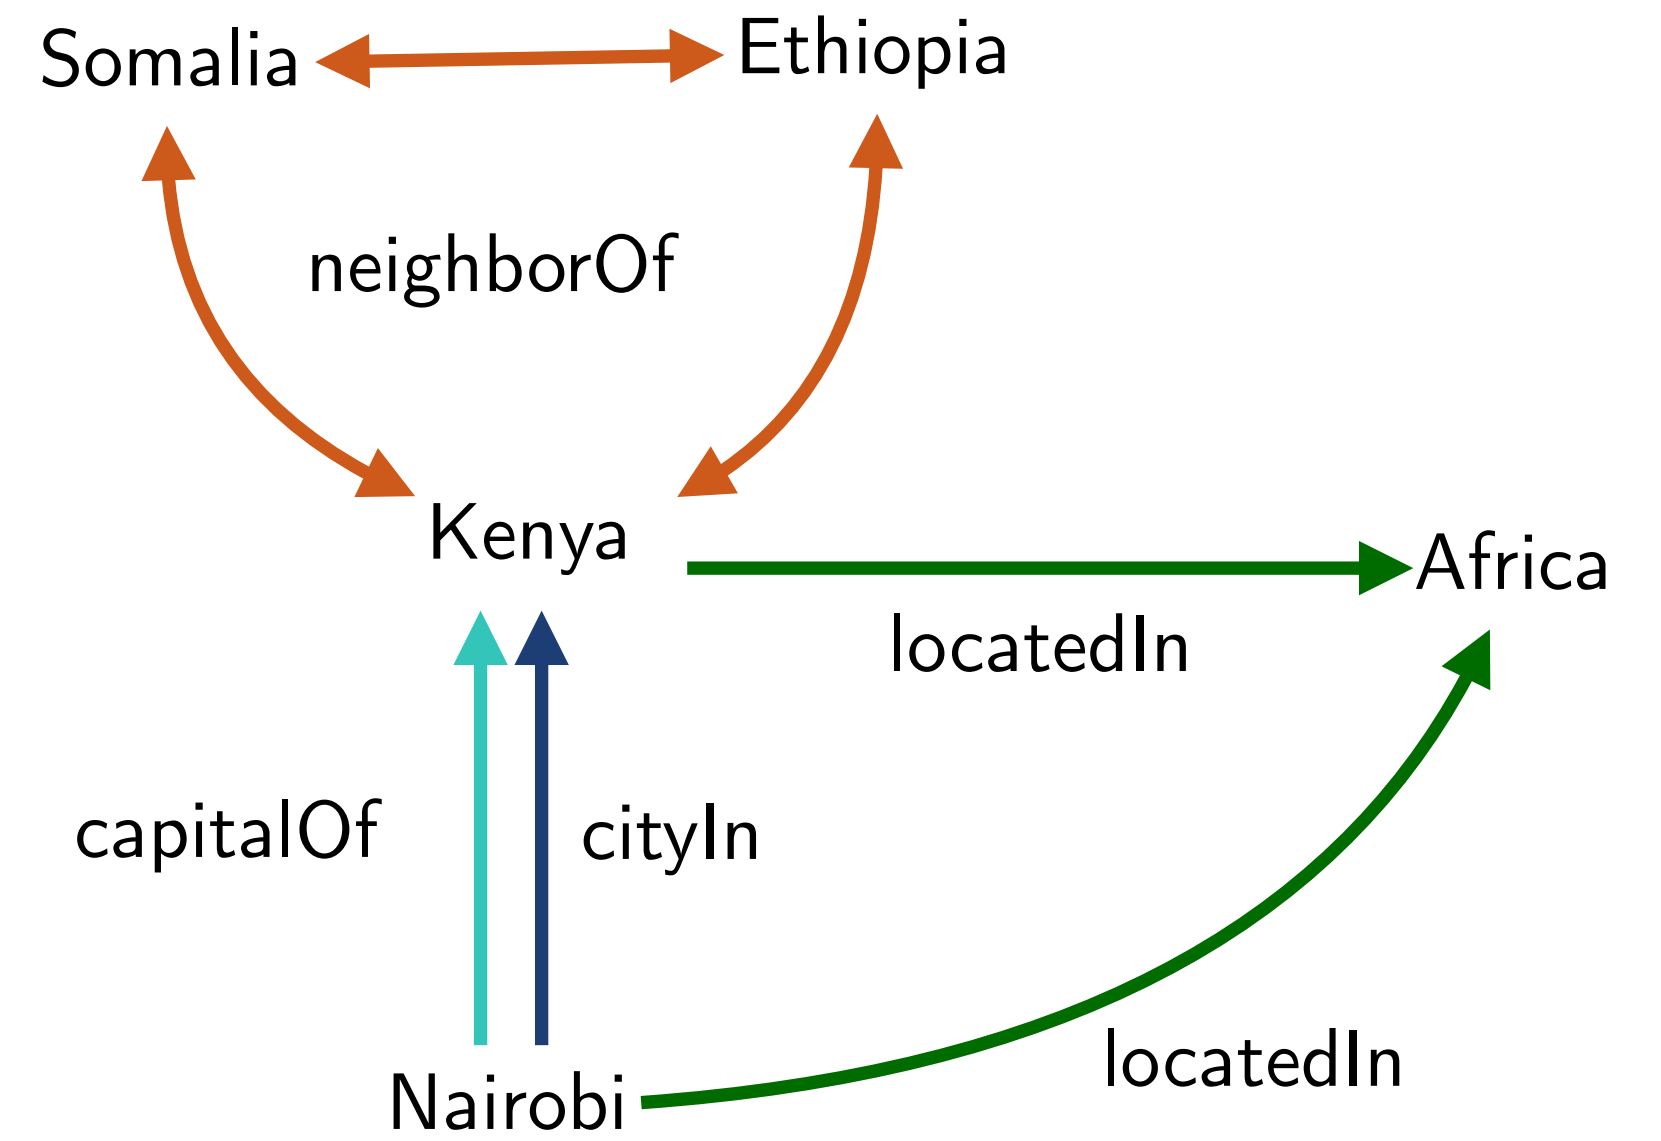 Somalia
Ethiopia
neighborOf
Kenya
Africa
locatedIn
capitalOf
cityIn
locatedIn
Nairobi